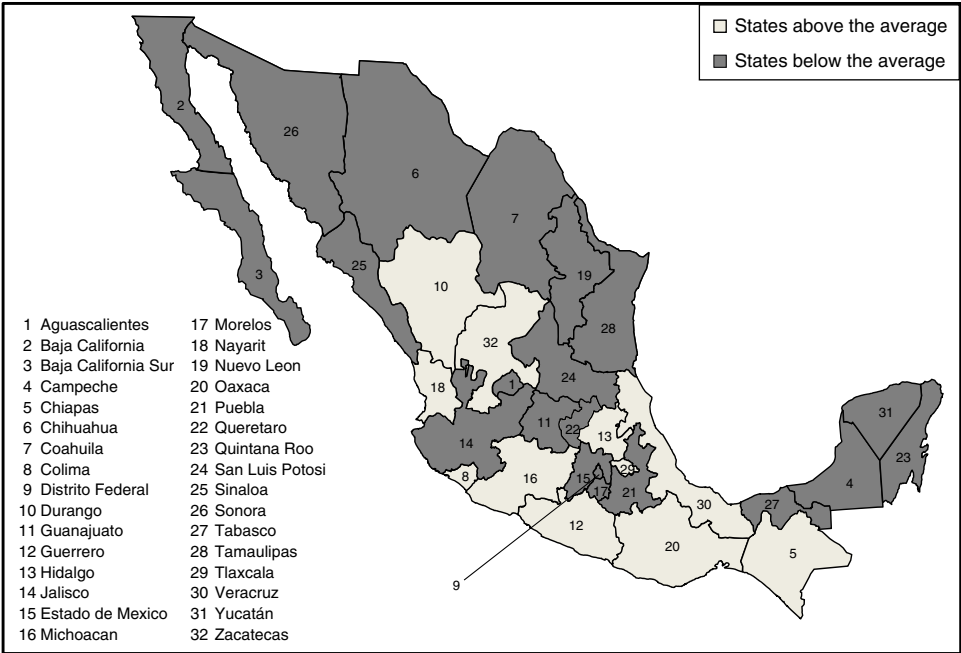 States above the average
States below the average
2
26
6
7
3
25
19
10
28
32
18
1
24
31
11
22
13
14
23
29
8
16
15
17
21
4
27
30
12
20
5
9
1 Aguascalientes
2 Baja California
3 Baja California Sur
4 Campeche
5 Chiapas
6 Chihuahua
7 Coahuila
8 Colima
9 Distrito Federal
10 Durango
11 Guanajuato
12 Guerrero
13 Hidalgo
14 Jalisco
15 Estado de Mexico
16 Michoacan
17 Morelos
18 Nayarit
19 Nuevo Leon
20 Oaxaca
21 Puebla
22 Queretaro
23 Quintana Roo
24 San Luis Potosi
25 Sinaloa
26 Sonora
27 Tabasco
28 Tamaulipas
29 Tlaxcala
30 Veracruz
31 Yucatán
32 Zacatecas